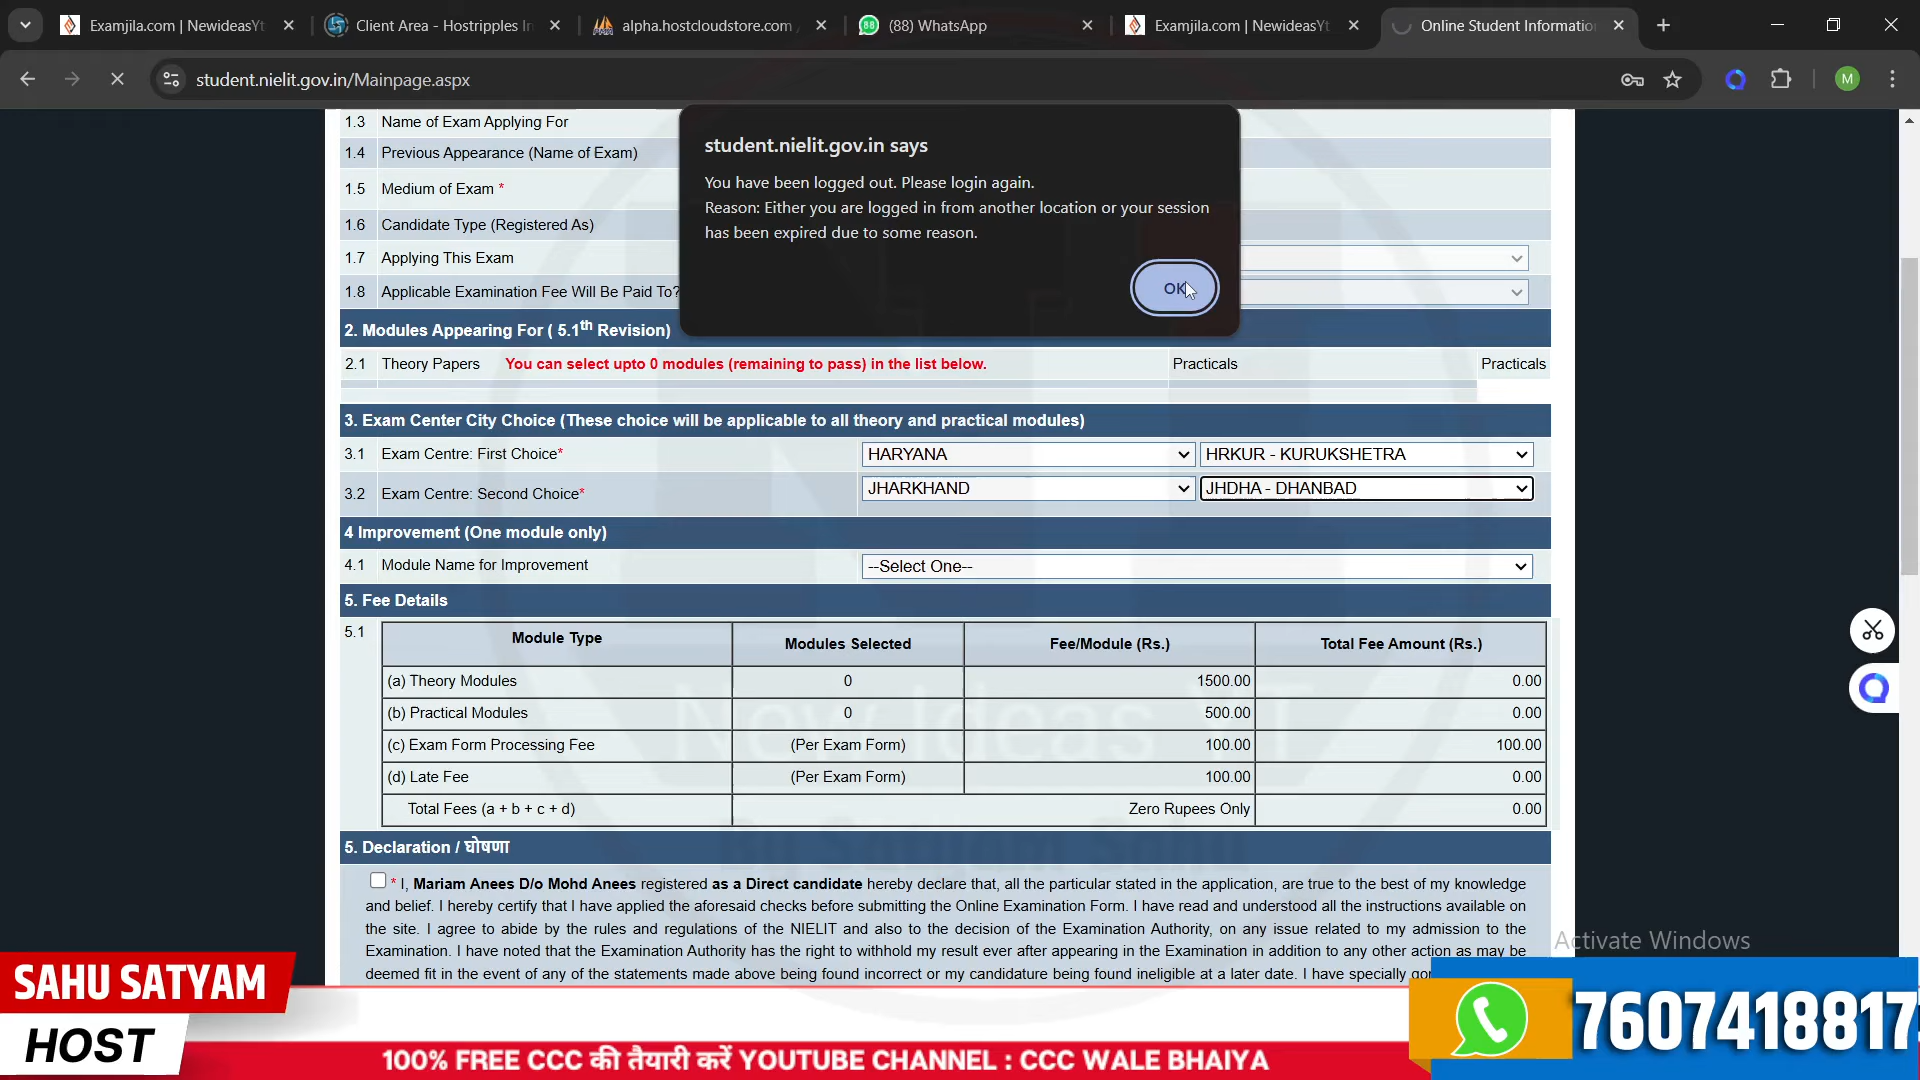 Examjila.com | NewideasYt
Client Area - Hostripples In
alpha.hostcloudstore.com
(88) WhatsApp
Examjila.com | NewideasYt
Online Student Informatio
student.nielit.gov.in/Mainpage.aspx
M
student.nielit.gov.in says
You have been logged out. Please login again.
Reason: Either you are logged in from another location or your session
has been expired due to some reason.
OK
1.3 Name of Exam Applying For
1.4 Previous Appearance (Name of Exam)
1.5 Medium of Exam *
1.6 Candidate Type (Registered As)
1.7 Applying This Exam
1.8 Applicable Examination Fee Will Be Paid To?
2. Modules Appearing For ( 5.1th Revision)
2.1 Theory Papers You can select upto 0 modules (remaining to pass) in the list below. Practicals Practicals
3. Exam Center City Choice (These choice will be applicable to all theory and practical modules)
3.1 Exam Centre: First Choice* HARYANA HRKUR - KURUKSHETRA
3.2 Exam Centre: Second Choice* JHARKHAND JHDHA - DHANBAD
4 Improvement (One module only)
4.1 Module Name for Improvement --Select One--
5. Fee Details
5.1 Module Type Modules Selected Fee/Module (Rs.) Total Fee Amount (Rs.)
(a) Theory Modules 0 1500.00 0.00
(b) Practical Modules 0 500.00 0.00
(c) Exam Form Processing Fee (Per Exam Form) 100.00 100.00
(d) Late Fee (Per Exam Form) 100.00 0.00
Total Fees (a + b + c + d) Zero Rupees Only 0.00
New Ideas YT
5. Declaration / घोषणा
* I, Mariam Anees D/o Mohd Anees registered as a Direct candidate hereby declare that, all the particular stated in the application, are true to the best of my knowledge
and belief. I hereby certify that I have applied the aforesaid checks before submitting the Online Examination Form. I have read and understood all the instructions available on
the site. I agree to abide by the rules and regulations of the NIELIT and also to the decision of the Examination Authority, on any issue related to my admission to the
Examination. I have noted that the Examination Authority has the right to withhold my result ever after appearing in the Examination in addition to any other action as may be
deemed fit in the event of any of the statements made above being found incorrect or my candidature being found ineligible at a later date. I have specially
Activate Windows
SAHU SATYAM
HOST
7607418817
100% FREE CCC की तैयारी करें YOUTUBE CHANNEL : CCC WALE BHAIYA